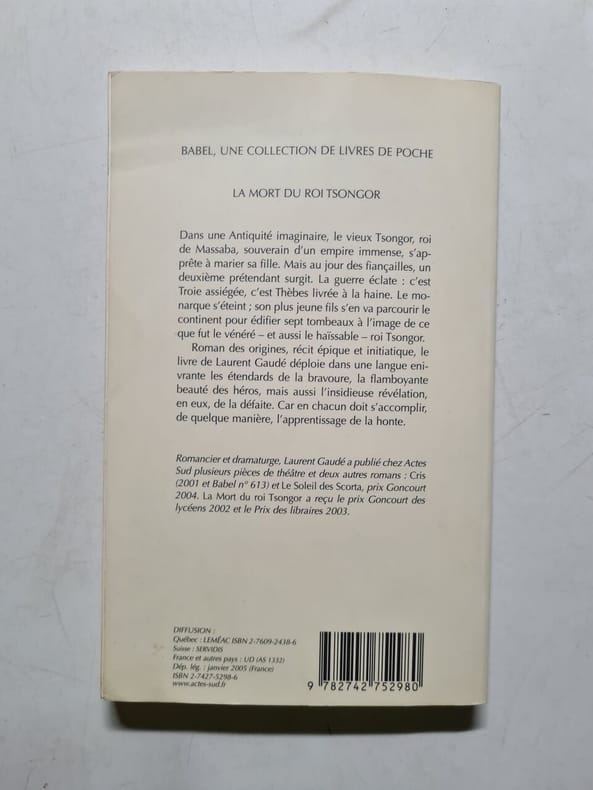 BABEL, UNE COLLECTION DE LIVRES DE POCHE
LA MORT DU ROI TSONGOR
Dans une Antiquité imaginaire, le vieux Tsongor, roi
de Massaba, souverain d'un empire immense, s'ap-
prête à marier sa fille. Mais au jour des fiançailles, un
deuxième prétendant surgit. La guerre éclate : c'est
Troie assiégée, c'est Thèbes livrée à la haine. Le mo-
narque s'éteint ; son plus jeune fils s'en va parcourir le
continent pour édifier sept tombeaux à l'image de ce
que fut le vénéré – et aussi le haïssable – roi Tsongor.
Roman des origines, récit épique et initiatique, le
livre de Laurent Gaudé déploie dans une langue eni-
vrante les étendards de la bravoure, la flamboyante
beauté des héros, mais aussi l'insidieuse révélation,
en eux, de la défaite. Car en chacun doit s'accomplir,
de quelque manière, l'apprentissage de la honte.
Romancier et dramaturge, Laurent Gaudé a publié chez Actes
Sud plusieurs pièces de théâtre et deux autres romans : Cris
(2001 et Babel n° 613) et Le Soleil des Scorta, prix Goncourt
2004. La Mort du roi Tsongor a reçu le prix Goncourt des
lycéens 2002 et le Prix des libraires 2003.
DIFFUSION :
Québec : LEMÉAC ISBN 2-7609-2438-6
Suisse : SERVIDIS
France et autres pays : UD (AS 1332)
Dép. lég. : janvier 2005 (France)
ISBN 2-7427-5298-6
www.actes-sud.fr
9 782742 752980